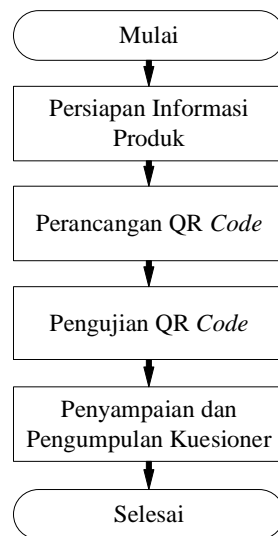 Mulai
Persiapan Informasi
Produk
Perancangan QR Code
Pengujian QR Code
Penyampaian dan
Pengumpulan Kuesioner
Selesai